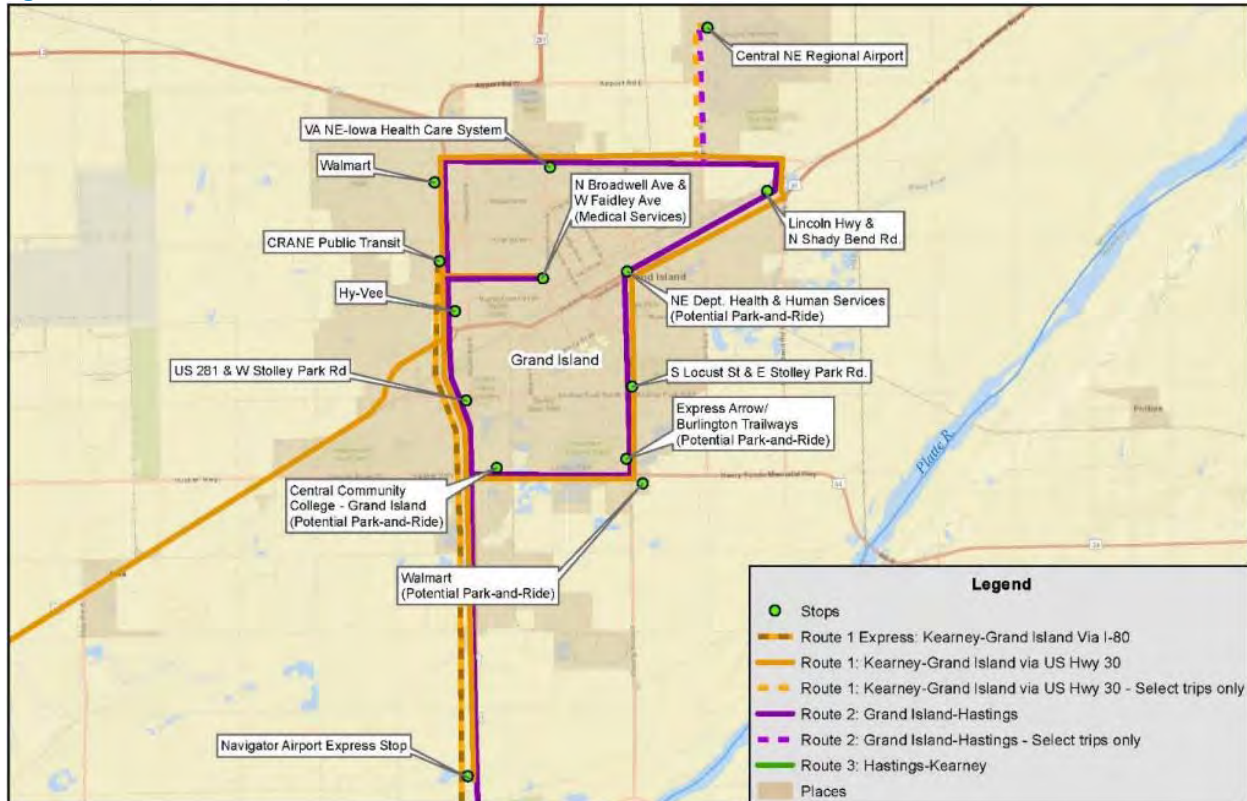 Central NE Regional Airport
VA NE-Iowa Health Care System
Walmart
N Broadwell Ave &
W Faidley Ave
(Medical Services)
Lincoln Hwy &
N Shady Bend Rd.
CRANE Public Transit
Hy-Vee
NE Dept. Health & Human Services
(Potential Park-and-Ride)
Grand Island
US 281 & W Stolley Park Rd
S Locust St & E Stolley Park Rd.
Express Arrow/
Burlington Trailways
(Potential Park-and-Ride)
Central Community
College - Grand Island
(Potential Park-and-Ride)
Platte R.
Walmart
(Potential Park-and-Ride)
Navigator Airport Express Stop
Legend
Stops
Route 1 Express: Kearney-Grand Island Via I-80
Route 1: Kearney-Grand Island via US Hwy 30
Route 1: Kearney-Grand Island via US Hwy 30 - Select trips only
Route 2: Grand Island-Hastings
Route 2: Grand Island-Hastings - Select trips only
Route 3: Hastings-Kearney
Places